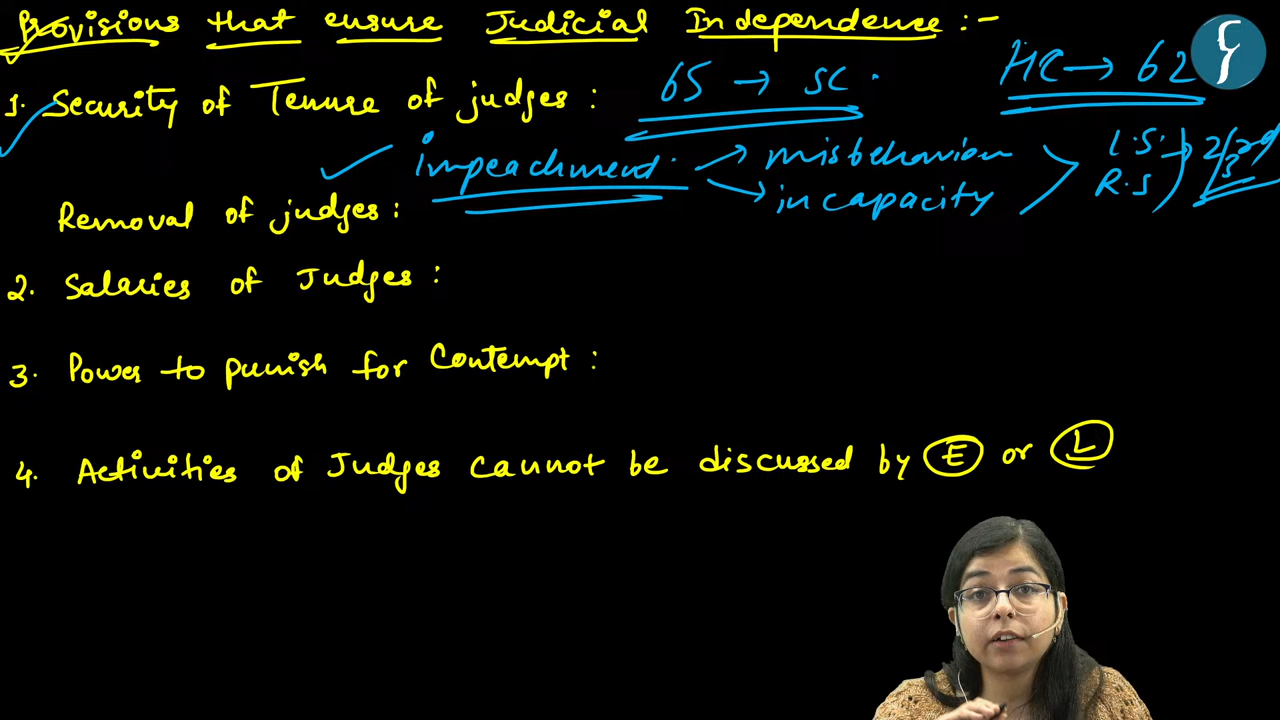 Provisions that ensure Judicial Independence :-
1. Security of Tenure of judges : 65 → SC. HC → 62
impeachment. → misbehaviour L.S. → 2/3rd
→ incapacity R.S
Removal of judges :
2. Salaries of Judges :
3. Power to punish for Contempt :
4. Activities of Judges cannot be discussed by E or L